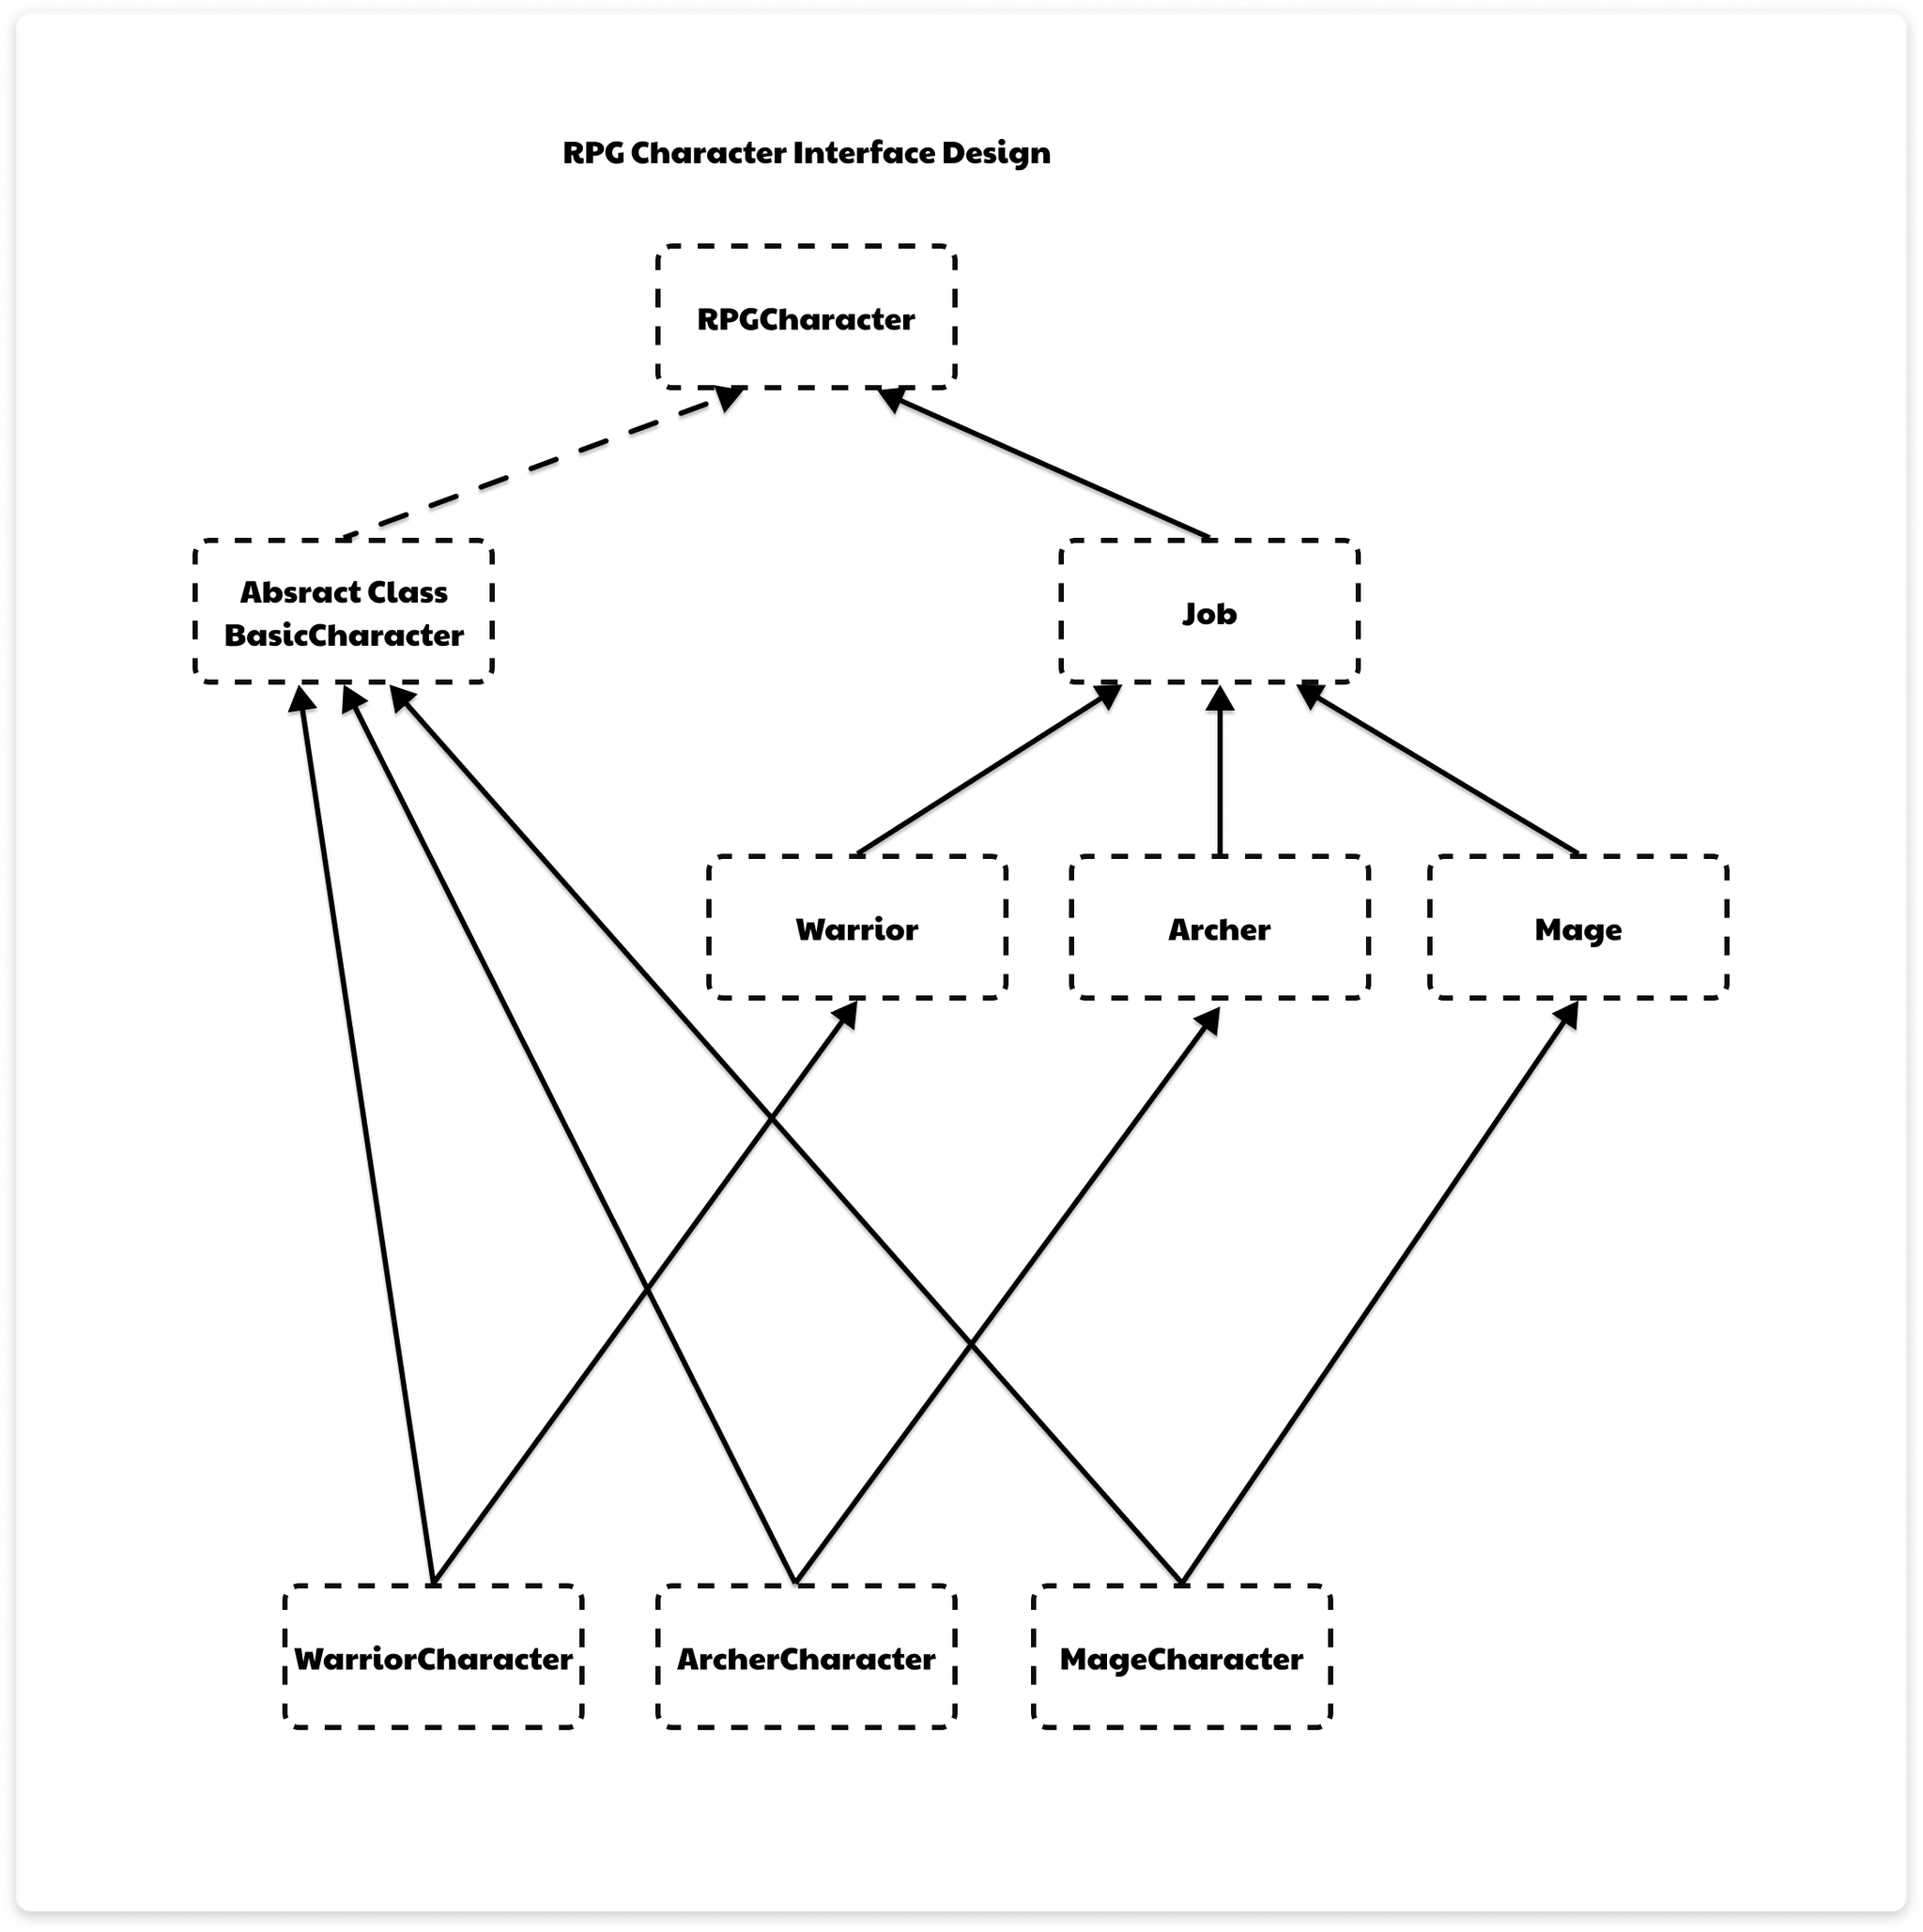 RPG Character Interface Design
RPGCharacter
Absract Class
BasicCharacter
Job
Warrior
Archer
Mage
WarriorCharacter
ArcherCharacter
MageCharacter